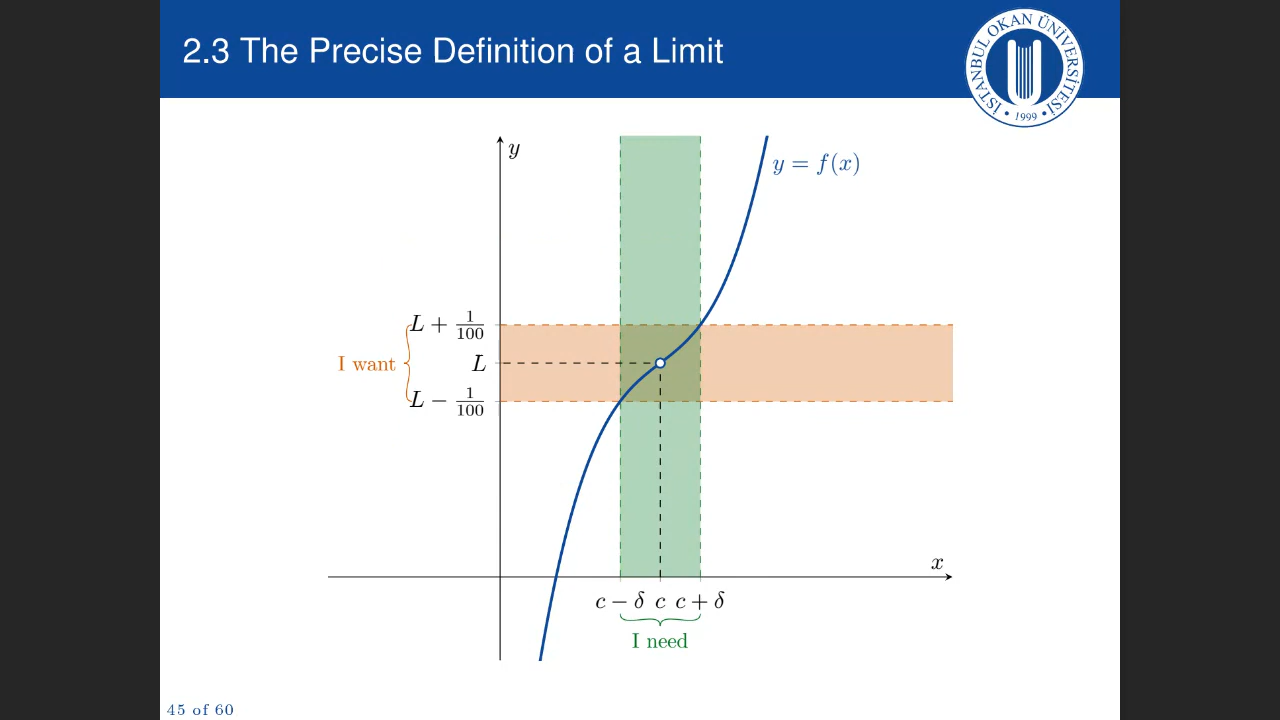 2.3 The Precise Definition of a Limit
İSTANBUL OKAN ÜNİVERSİTESİ
• 1999 •
y
y = f(x)
L + 1/100
I want
L
L − 1/100
x
c − δ c c + δ
I need
45 of 60